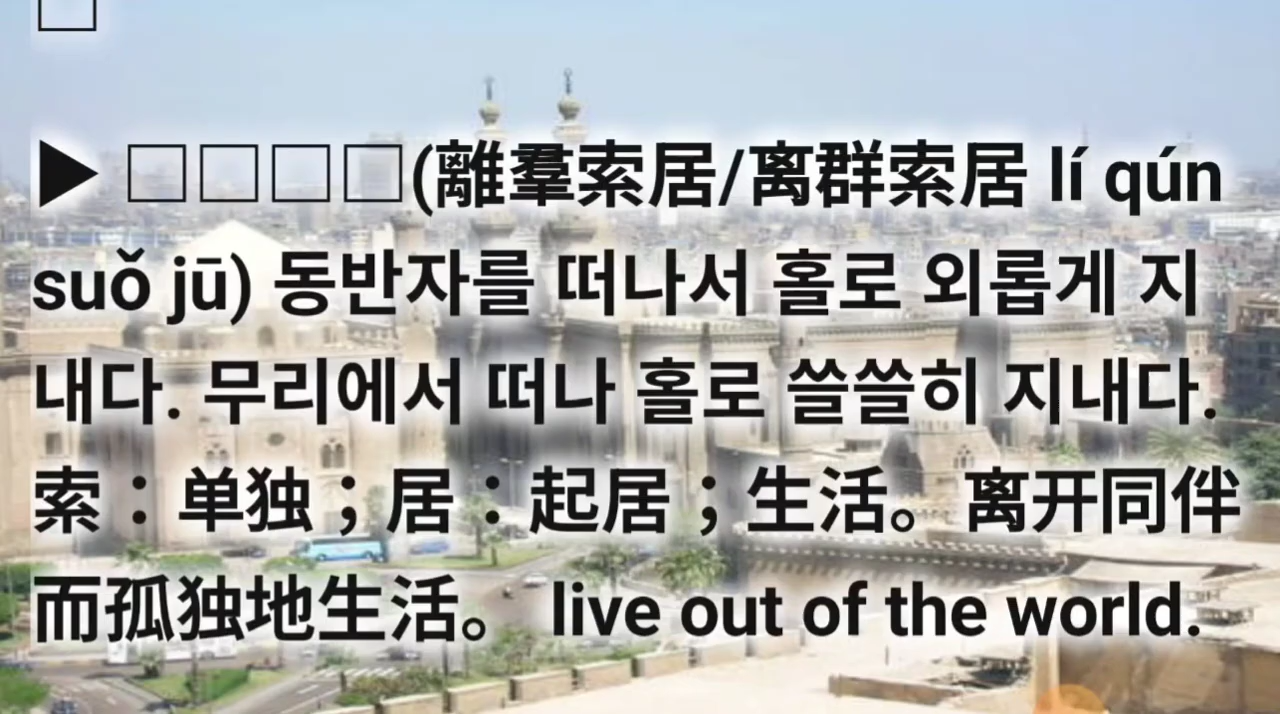 □
▶ □□□□(離羣索居/离群索居 lí qún
suǒ jū) 동반자를 떠나서 홀로 외롭게 지
내다. 무리에서 떠나 홀로 쓸쓸히 지내다.
索：单独；居：起居；生活。离开同伴
而孤独地生活。 live out of the world.